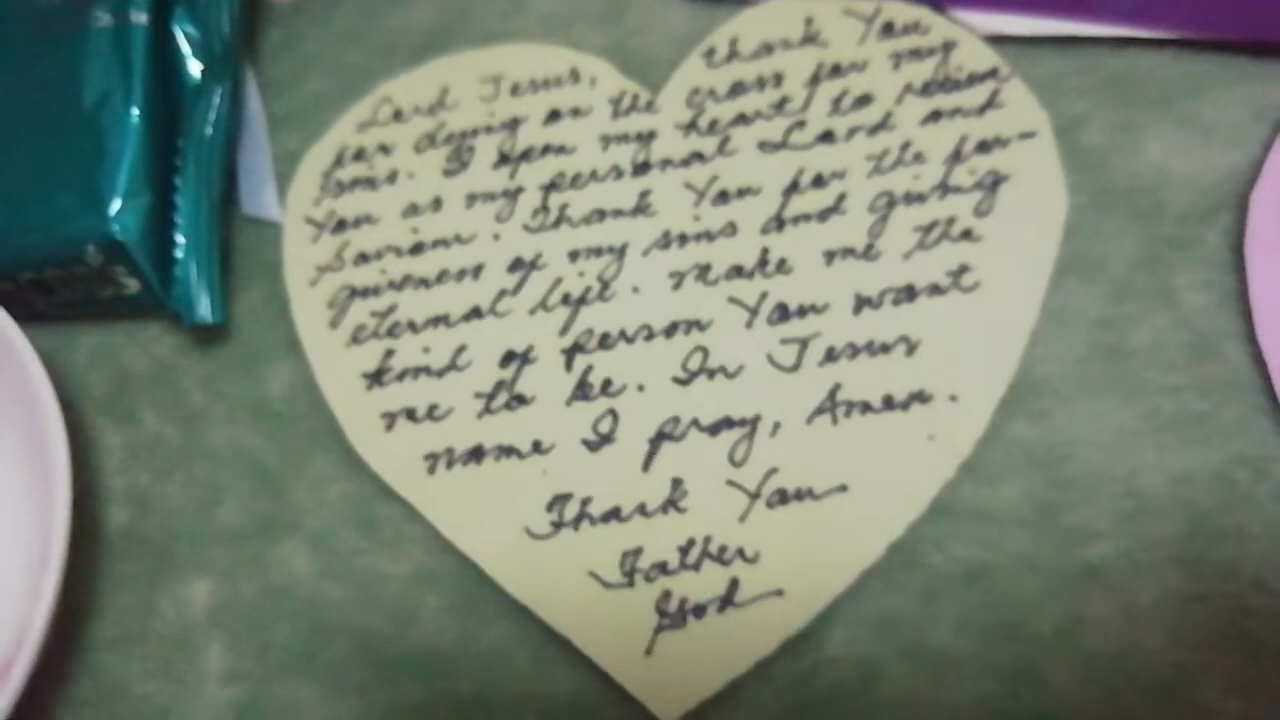 Lord Jesus, thank You
for dying on the cross for my
sins. I open my heart to receive
You as my personal Lord and
Saviour. Thank You for the for-
giveness of my sins and giving
eternal life. Make me the
kind of person You want
me to be. In Jesus
name I pray, Amen.
Thank You
Father
God